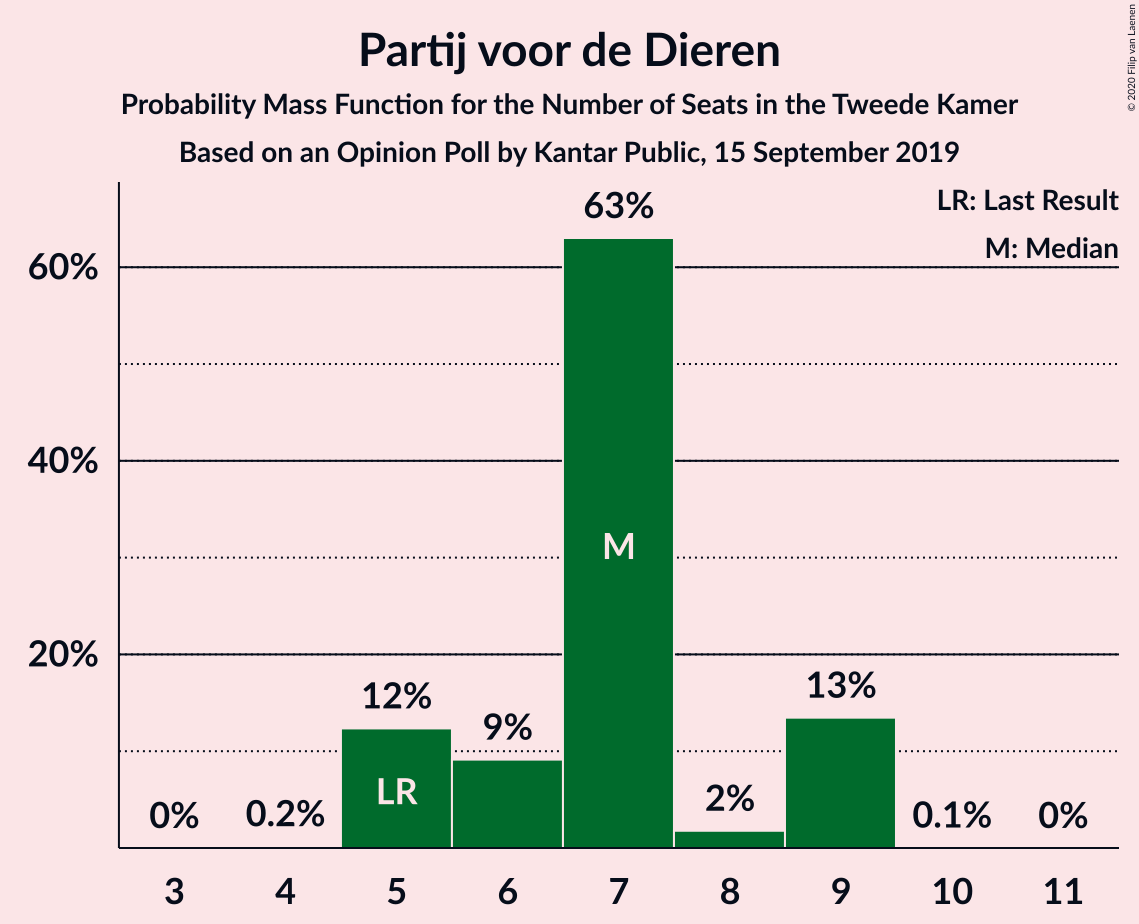 Partij voor de Dieren
Probability Mass Function for the Number of Seats in the Tweede Kamer
Based on an Opinion Poll by Kantar Public, 15 September 2019
© 2020 Filip van Laenen
LR: Last Result
M: Median
63%
60%
40%
M
20%
12%
9%
13%
LR
0%
0.2%
2%
0.1%
0%
3 4 5 6 7 8 9 10 11